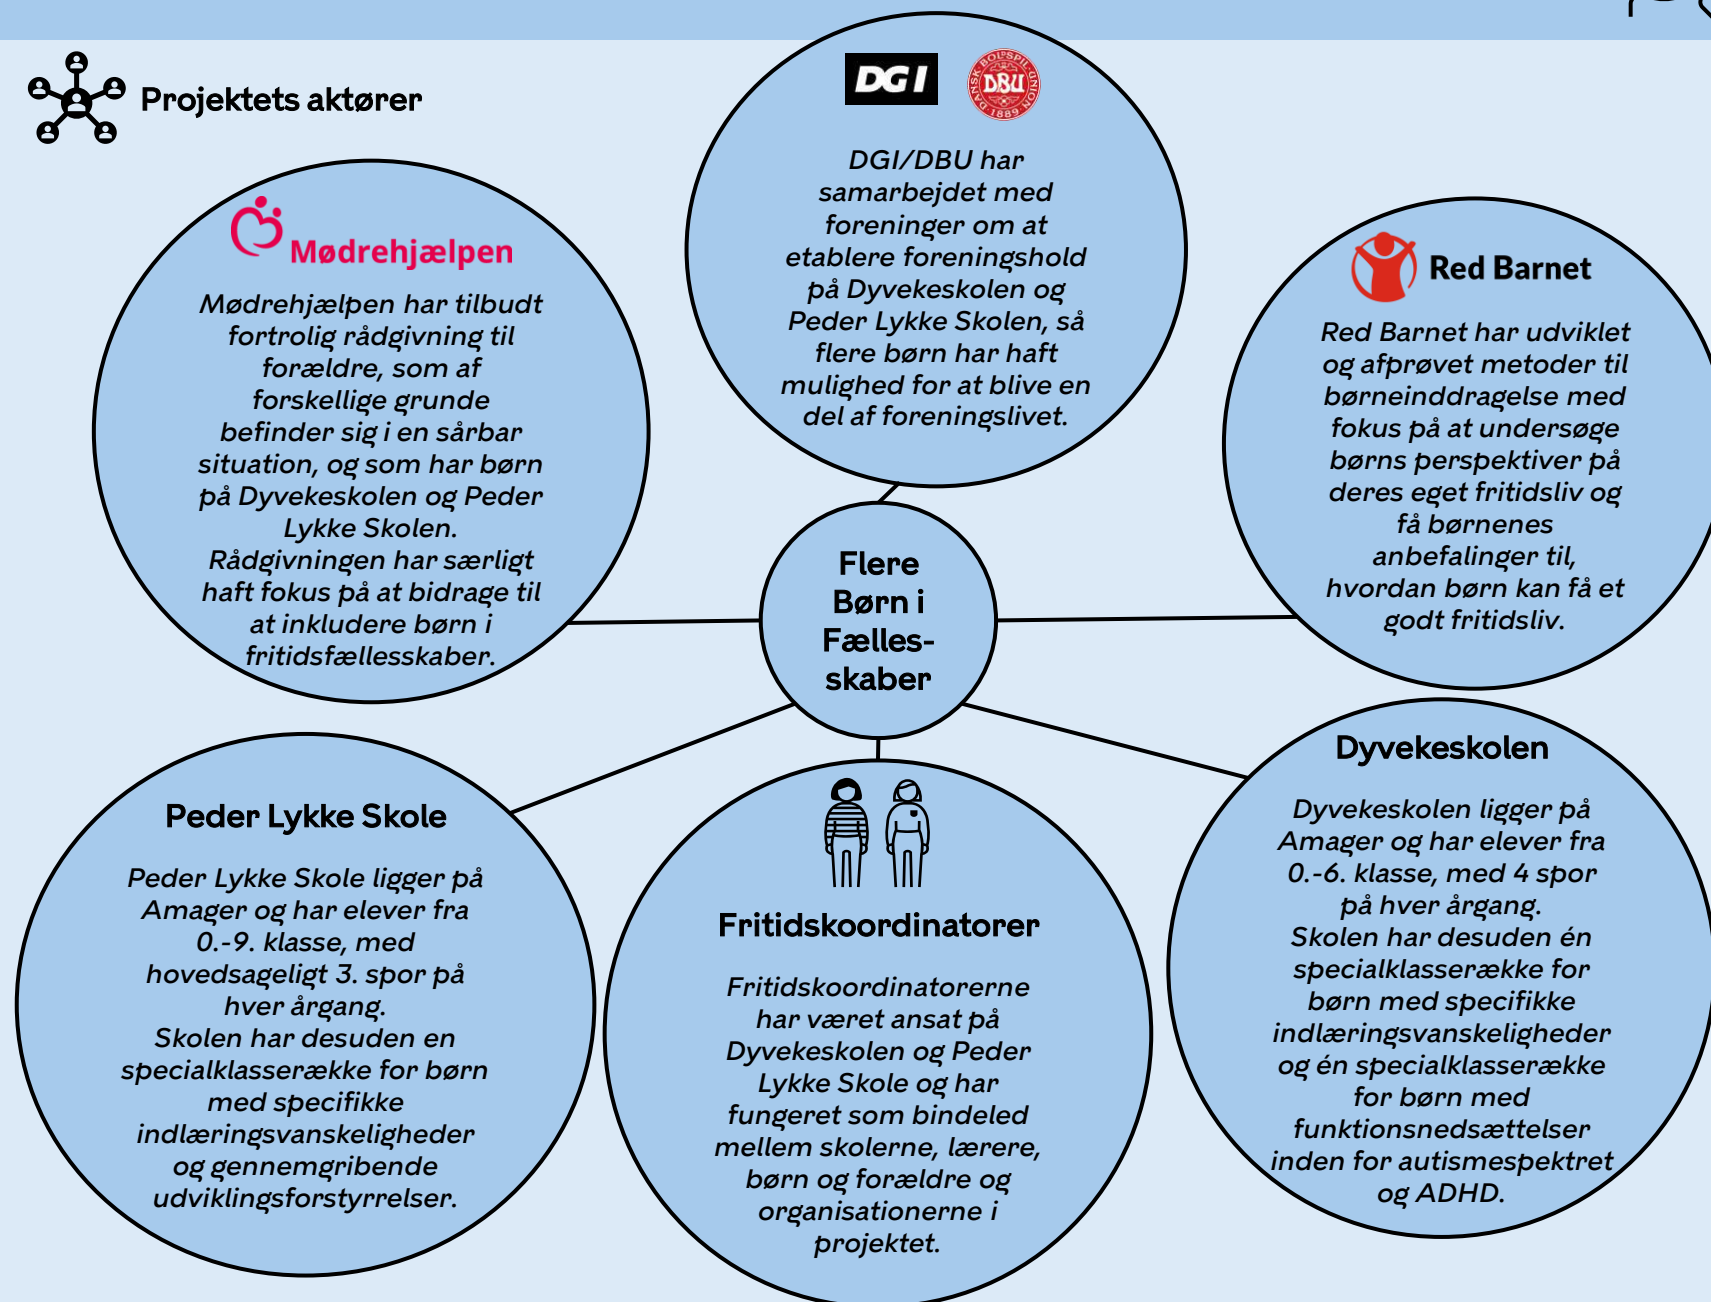 Projektets aktører
DGI
DANSK BOLDSPIL-UNION
DBU
1889
DGI/DBU har
samarbejdet med
foreninger om at
etablere foreningshold
på Dyvekeskolen og
Peder Lykke Skolen, så
flere børn har haft
mulighed for at blive en
del af foreningslivet.
Mødrehjælpen
Mødrehjælpen har tilbudt
fortrolig rådgivning til
forældre, som af
forskellige grunde
befinder sig i en sårbar
situation, og som har børn
på Dyvekeskolen og Peder
Lykke Skolen.
Rådgivningen har særligt
haft fokus på at bidrage til
at inkludere børn i
fritidsfællesskaber.
Red Barnet
Red Barnet har udviklet
og afprøvet metoder til
børneinddragelse med
fokus på at undersøge
børns perspektiver på
deres eget fritidsliv og
få børnenes
anbefalinger til,
hvordan børn kan få et
godt fritidsliv.
Flere
Børn i
Fælles-
skaber
Peder Lykke Skole
Peder Lykke Skole ligger på
Amager og har elever fra
0.-9. klasse, med
hovedsageligt 3. spor på
hver årgang.
Skolen har desuden en
specialklasserække for børn
med specifikke
indlæringsvanskeligheder
og gennemgribende
udviklingsforstyrrelser.
Fritidskoordinatorer
Fritidskoordinatorerne
har været ansat på
Dyvekeskolen og Peder
Lykke Skole og har
fungeret som bindeled
mellem skolerne, lærere,
børn og forældre og
organisationerne i
projektet.
Dyvekeskolen
Dyvekeskolen ligger på
Amager og har elever fra
0.-6. klasse, med 4 spor
på hver årgang.
Skolen har desuden én
specialklasserække for
børn med specifikke
indlæringsvanskeligheder
og én specialklasserække
for børn med
funktionsnedsættelser
inden for autismespektret
og ADHD.